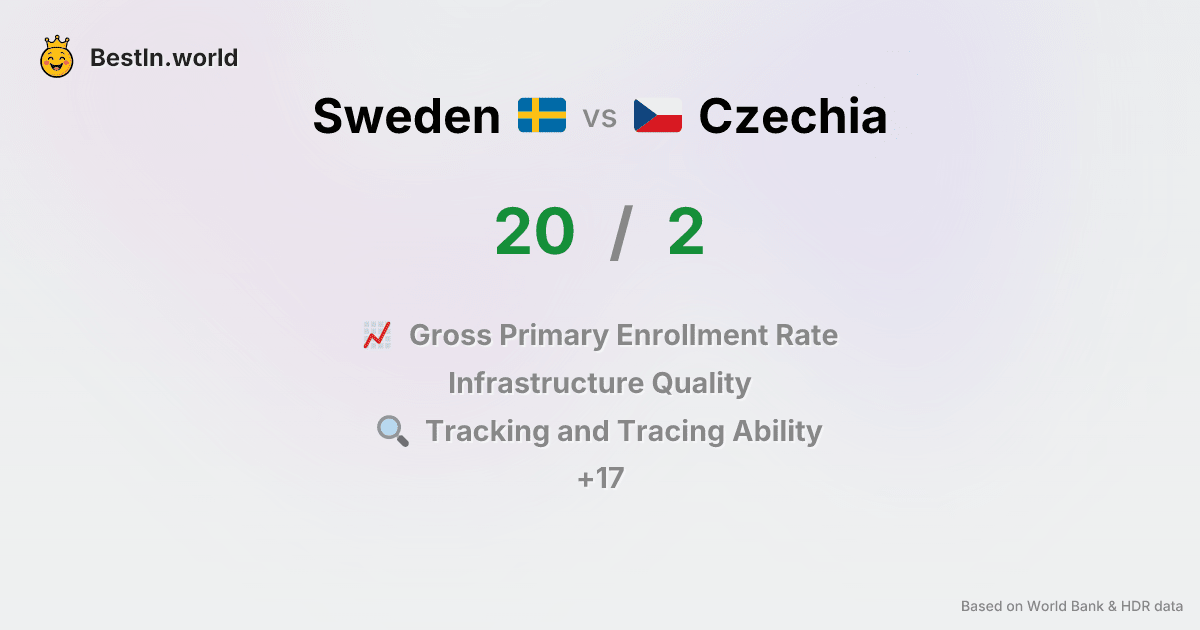 BestIn.world
Sweden vs Czechia
20 / 2
Gross Primary Enrollment Rate
Infrastructure Quality
Tracking and Tracing Ability
+17
Based on World Bank & HDR data